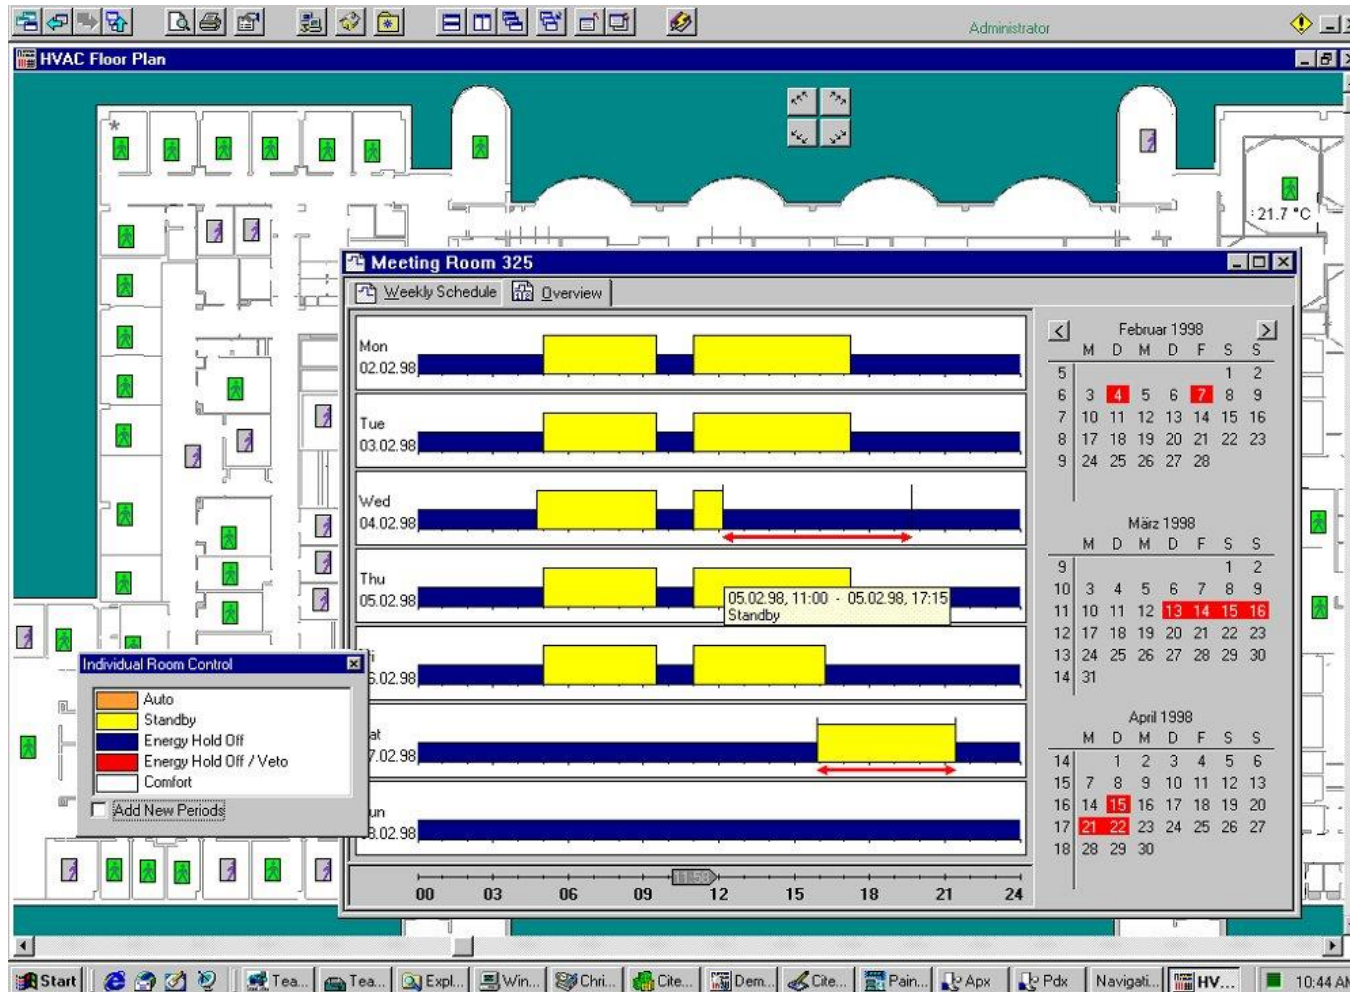 Administrator
HVAC Floor Plan
*
21.7 °C
Meeting Room 325
Weekly Schedule Overview
Mon
02.02.98
Tue
03.02.98
Wed
04.02.98
Thu
05.02.98
05.02.98, 11:00 - 05.02.98, 17:15
Standby
i
6.02.98
at
7.02.98
un
8.02.98
11:58
00 03 06 09 12 15 18 21 24
< Februar 1998 >
M D M D F S S
5 1 2
6 3 4 5 6 7 8 9
7 10 11 12 13 14 15 16
8 17 18 19 20 21 22 23
9 24 25 26 27 28
März 1998
M D M D F S S
9 1 2
10 3 4 5 6 7 8 9
11 10 11 12 13 14 15 16
12 17 18 19 20 21 22 23
13 24 25 26 27 28 29 30
14 31
April 1998
M D M D F S S
14 1 2 3 4 5 6
15 7 8 9 10 11 12 13
16 14 15 16 17 18 19 20
17 21 22 23 24 25 26 27
18 28 29 30
Individual Room Control
Auto
Standby
Energy Hold Off
Energy Hold Off / Veto
Comfort
Add New Periods
Start Tea... Tea... Expl... Win... Chri... Cite... Dem... Cite... Pain... Apx Pdx Navigati... HV... 10:44 AM